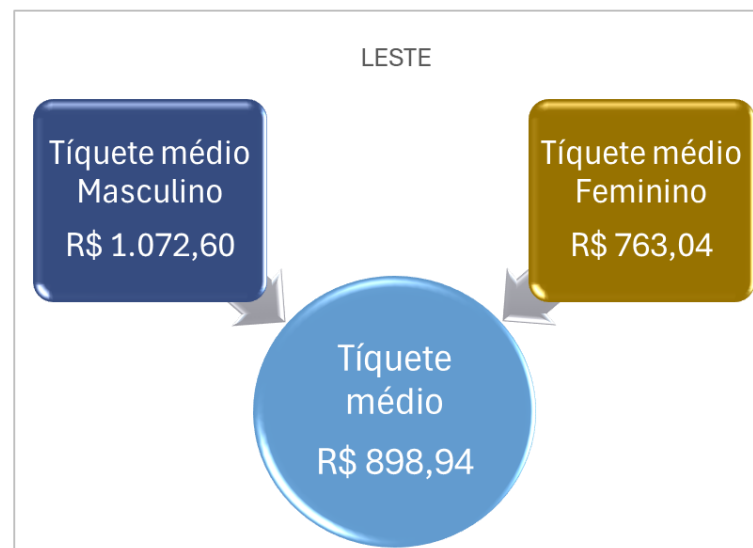 LESTE
Tíquete médio
Masculino
R$ 1.072,60
Tíquete médio
Feminino
R$ 763,04
Tíquete
médio
R$ 898,94